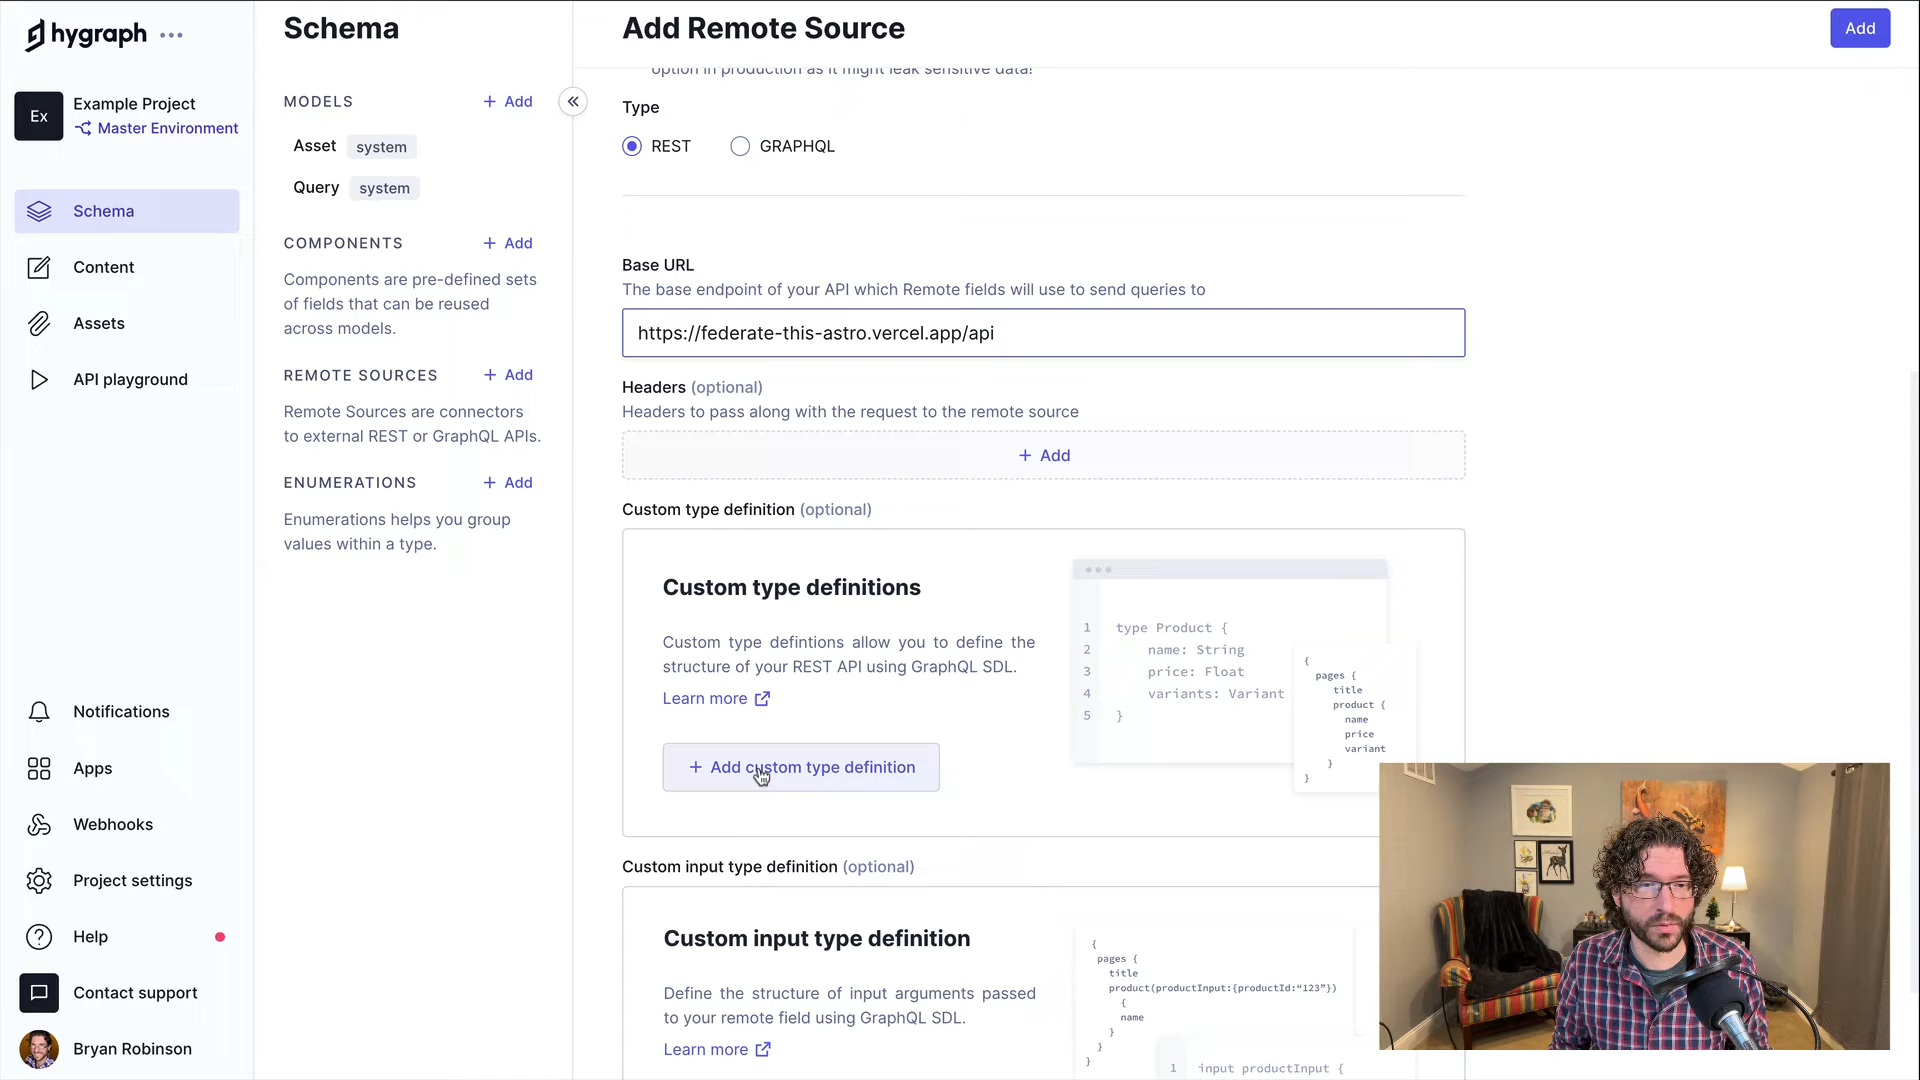 hygraph
Ex
Example Project
Master Environment
Schema
Content
Assets
API playground
Notifications
Apps
Webhooks
Project settings
? Help
Contact support
Bryan Robinson
Schema
MODELS
+ Add
Asset system
Query system
COMPONENTS
+ Add
Components are pre-defined sets
of fields that can be reused
across models.
REMOTE SOURCES
+ Add
Remote Sources are connectors
to external REST or GraphQL APIs.
ENUMERATIONS
+ Add
Enumerations helps you group
values within a type.
Add Remote Source
Add
option in production as it might leak sensitive data!
Type
REST
GRAPHQL
Base URL
The base endpoint of your API which Remote fields will use to send queries to
https://federate-this-astro.vercel.app/api
Headers (optional)
Headers to pass along with the request to the remote source
+ Add
Custom type definition (optional)
Custom type definitions
Custom type defintions allow you to define the
structure of your REST API using GraphQL SDL.
Learn more
+ Add custom type definition
1 type Product {
2 name: String
3 price: Float
4 variants: Variant
5 }
{
pages {
title
product {
name
price
variant
}
}
Custom input type definition (optional)
Custom input type definition
Define the structure of input arguments passed
to your remote field using GraphQL SDL.
Learn more
{
pages {
title
product(productInput:{productId:“123”})
{
name
}
}
}
1 input productInput {